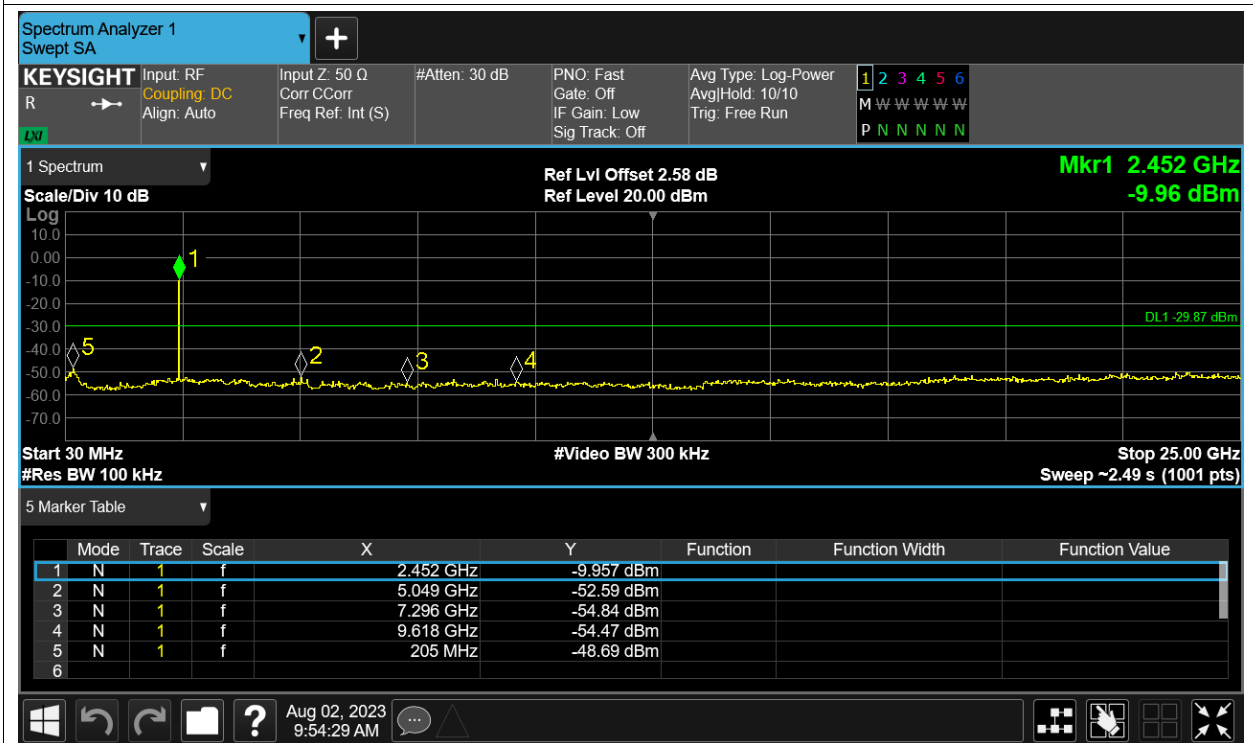 Spectrum Analyzer 1
Swept SA
+
KEYSIGHT
R
LXI
Input: RF
Coupling: DC
Align: Auto
Input Z: 50 Ω
Corr CCorr
Freq Ref: Int (S)
#Atten: 30 dB
PNO: Fast
Gate: Off
IF Gain: Low
Sig Track: Off
Avg Type: Log-Power
Avg|Hold: 10/10
Trig: Free Run
1 2 3 4 5 6
M W W W W W
P N N N N N
1 Spectrum
Scale/Div 10 dB
Ref Lvl Offset 2.58 dB
Ref Level 20.00 dBm
Mkr1 2.452 GHz
-9.96 dBm
Log
10.0
0.00
-10.0
-20.0
-30.0
-40.0
-50.0
-60.0
-70.0
1
DL1 -29.87 dBm
5
2
3
4
Start 30 MHz
#Video BW 300 kHz
Stop 25.00 GHz
#Res BW 100 kHz
Sweep ~2.49 s (1001 pts)
5 Marker Table
Mode Trace Scale X Y Function Function Width Function Value
1 N 1 f 2.452 GHz -9.957 dBm
2 N 1 f 5.049 GHz -52.59 dBm
3 N 1 f 7.296 GHz -54.84 dBm
4 N 1 f 9.618 GHz -54.47 dBm
5 N 1 f 205 MHz -48.69 dBm
6
?
Aug 02, 2023
9:54:29 AM